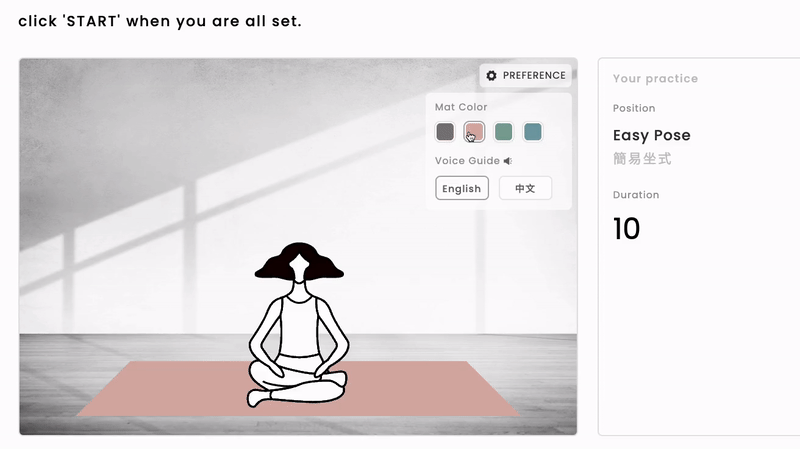 click 'START' when you are all set.
PREFERENCE
Mat Color
Voice Guide
English
中文
Your practice
Position
Easy Pose
簡易坐式
Duration
10